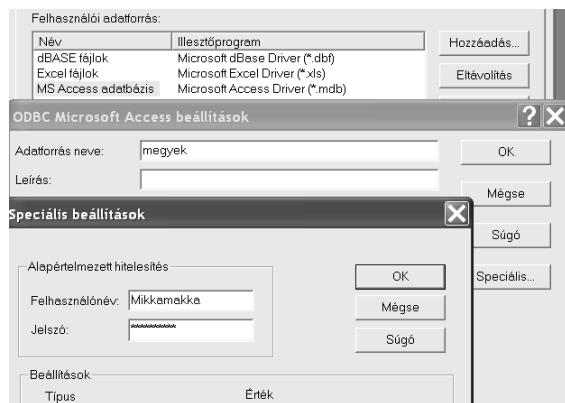 Felhasználói adatforrás:
Név Illesztőprogram
dBASE fájlok Microsoft dBase Driver (*.dbf)
Excel fájlok Microsoft Excel Driver (*.xls)
MS Access adatbázis Microsoft Access Driver (*.mdb)
Hozzáadás...
Eltávolítás
ODBC Microsoft Access beállítások
Adatforrás neve: megyek
Leírás:
OK
Mégse
Súgó
Speciális...
Speciális beállítások
Alapértelmezett hitelesítés
Felhasználónév: Mikkamakka
Jelszó: **********
OK
Mégse
Súgó
Beállítások
Típus Érték